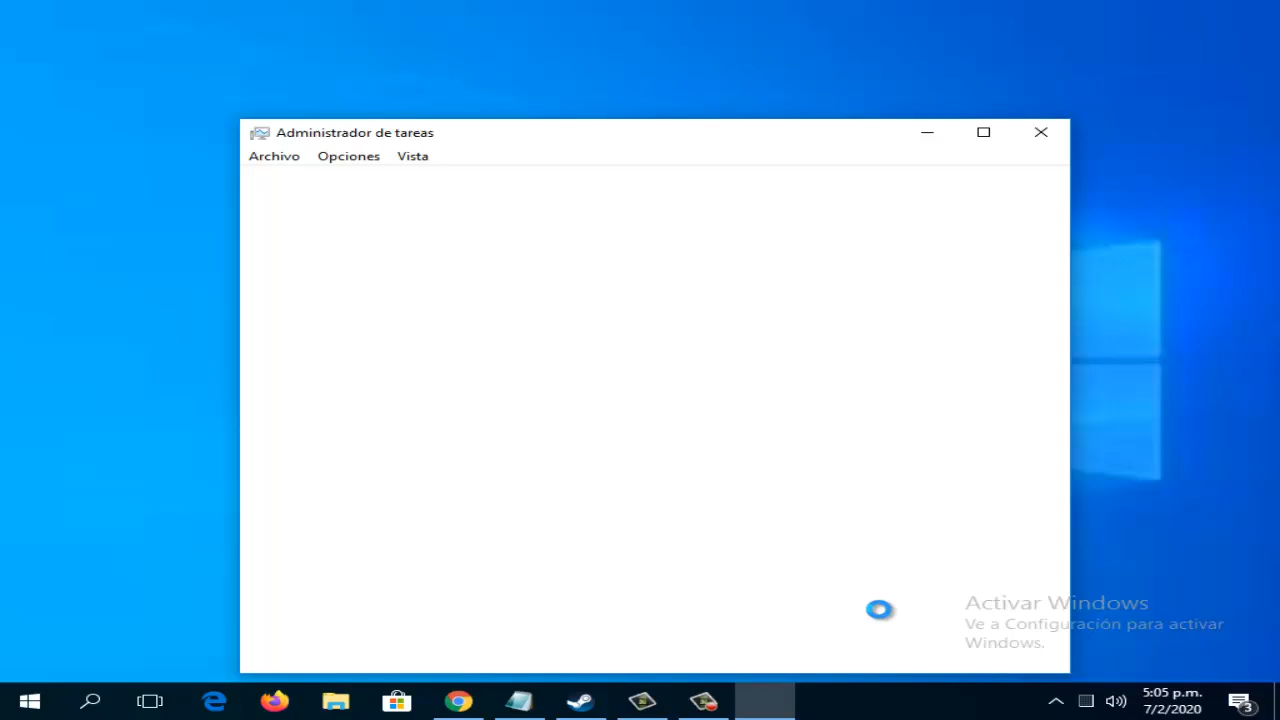 Administrador de tareas
Archivo Opciones Vista
Activar Windows
Ve a Configuración para activar
Windows.
5:05 p.m.
7/2/2020
3